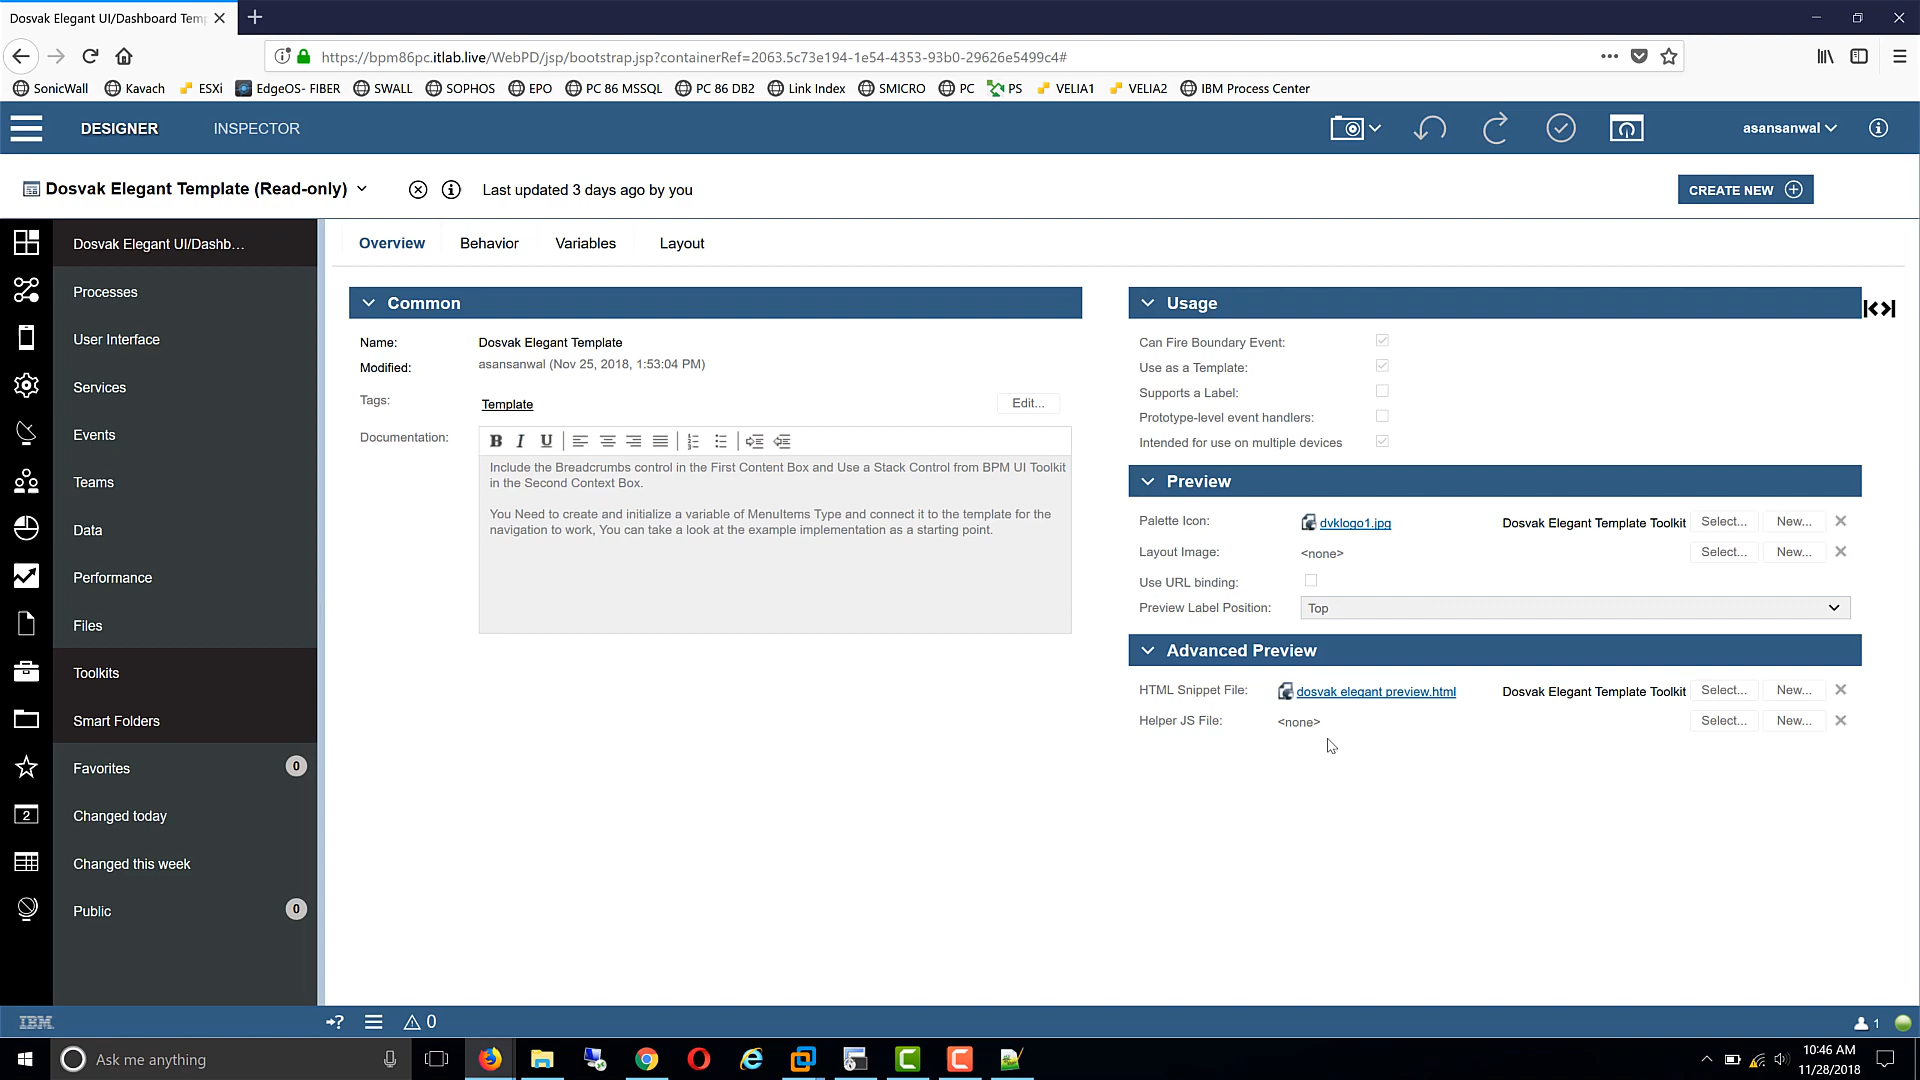 Dosvak Elegant UI/Dashboard Temp
https://bpm86pc.itlab.live/WebPD/jsp/bootstrap.jsp?containerRef=2063.5c73e194-1e54-4353-93b0-29626e5499c4#
SonicWall Kavach ESXi EdgeOS- FIBER SWALL SOPHOS EPO PC 86 MSSQL PC 86 DB2 Link Index SMICRO PC PS VELIA1 VELIA2 IBM Process Center
DESIGNER INSPECTOR asansanwal
Dosvak Elegant Template (Read-only) Last updated 3 days ago by you CREATE NEW
Dosvak Elegant UI/Dashb…
Processes
User Interface
Services
Events
Teams
Data
Performance
Files
Toolkits
Smart Folders
Favorites 0
2 Changed today
Changed this week
Public 0
Overview Behavior Variables Layout
Common
Name: Dosvak Elegant Template
Modified: asansanwal (Nov 25, 2018, 1:53:04 PM)
Tags: Template Edit...
Documentation: B I U
Include the Breadcrumbs control in the First Content Box and Use a Stack Control from BPM UI Toolkit
in the Second Context Box.
You Need to create and initialize a variable of MenuItems Type and connect it to the template for the
navigation to work, You can take a look at the example implementation as a starting point.
Usage
Can Fire Boundary Event:
Use as a Template:
Supports a Label:
Prototype-level event handlers:
Intended for use on multiple devices
Preview
Palette Icon: dvklogo1.jpg Dosvak Elegant Template Toolkit Select... New...
Layout Image: <none> Select... New...
Use URL binding:
Preview Label Position: Top
Advanced Preview
HTML Snippet File: dosvak elegant preview.html Dosvak Elegant Template Toolkit Select... New...
Helper JS File: <none> Select... New...
IBM 0 1
Ask me anything
10:46 AM
11/28/2018